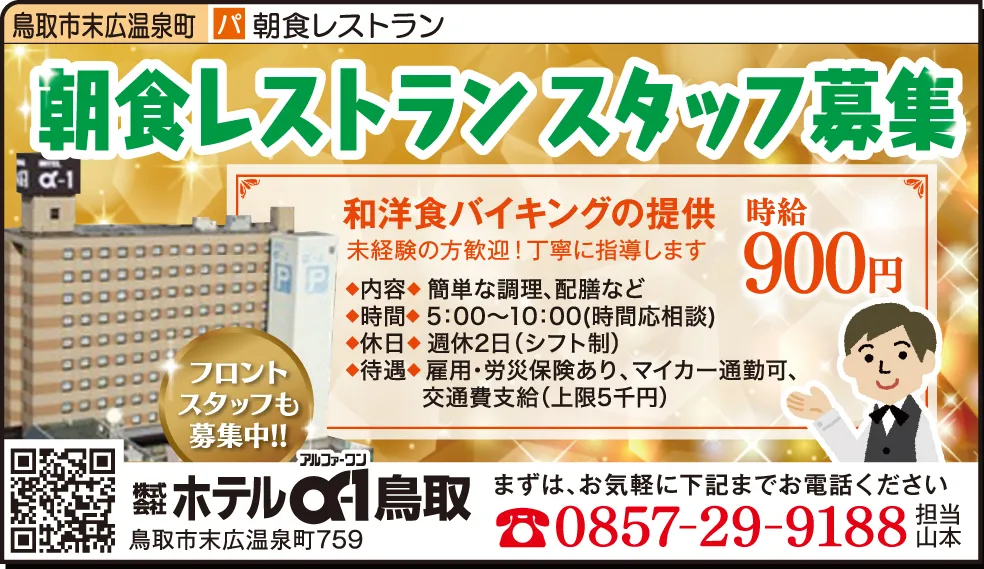 鳥取市末広温泉町 パ 朝食レストラン
朝食レストランスタッフ募集
α-1
P
P
和洋食バイキングの提供
未経験の方歓迎!丁寧に指導します
時給
900円
◆内容◆ 簡単な調理、配膳など
◆時間◆ 5:00〜10:00(時間応相談)
◆休日◆ 週休2日(シフト制)
◆待遇◆ 雇用・労災保険あり、マイカー通勤可、
交通費支給(上限5千円)
フロント
スタッフも
募集中!!
アルファーワン
株式会社 ホテルα-1鳥取
鳥取市末広温泉町759
まずは、お気軽に下記までお電話ください
☎0857-29-9188 担当
山本